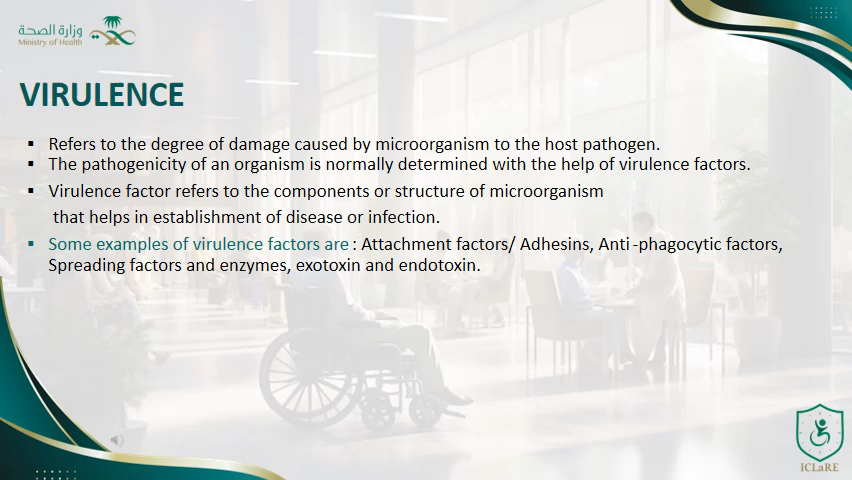 وزارة الصحة
Ministry of Health
VIRULENCE
▪ Refers to the degree of damage caused by microorganism to the host pathogen.
▪ The pathogenicity of an organism is normally determined with the help of virulence factors.
▪ Virulence factor refers to the components or structure of microorganism
that helps in establishment of disease or infection.
▪ Some examples of virulence factors are : Attachment factors/ Adhesins, Anti-phagocytic factors,
Spreading factors and enzymes, exotoxin and endotoxin.
ICLaRE